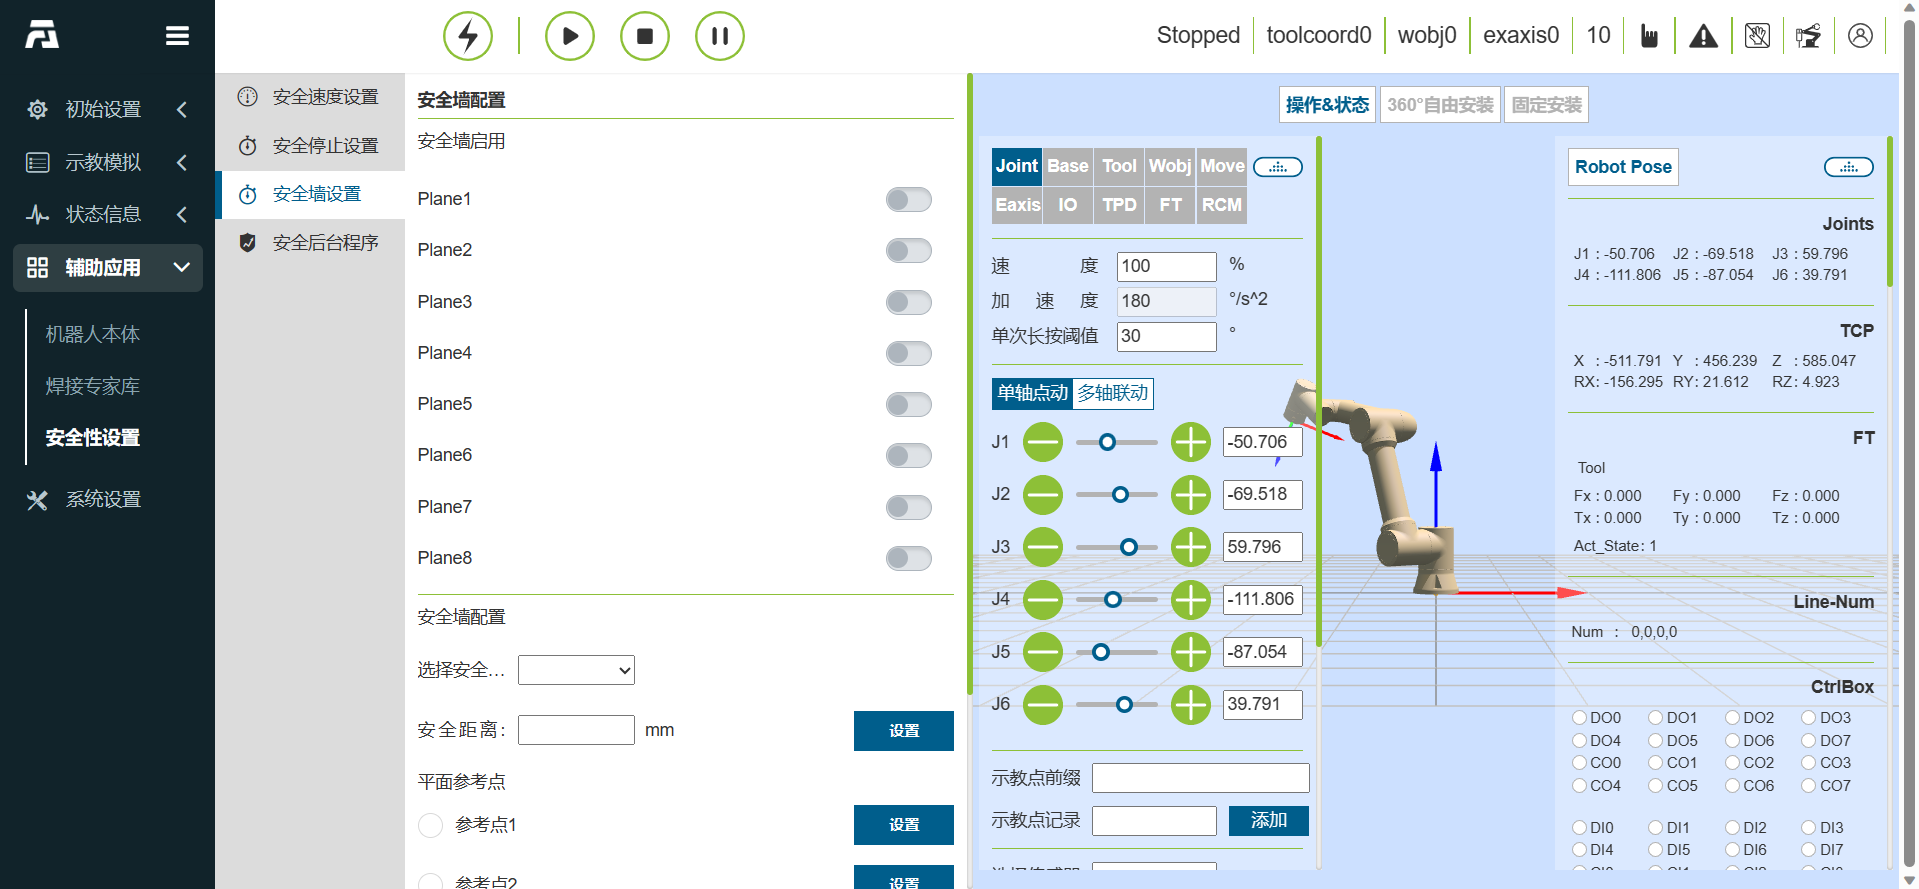 Stopped
toolcoord0
wobj0
exaxis0
10
初始设置
示教模拟
状态信息
辅助应用
机器人本体
焊接专家库
安全性设置
系统设置
安全速度设置
安全停止设置
安全墙设置
安全后台程序
安全墙配置
安全墙启用
Plane1
Plane2
Plane3
Plane4
Plane5
Plane6
Plane7
Plane8
安全墙配置
选择安全...
安全距离:
mm
设置
平面参考点
参考点1
设置
参考点2
设置
操作&状态
360°自由安装
固定安装
Joint Base Tool Wobj Move
Eaxis IO TPD FT RCM
速 度 100 %
加 速 度 180 °/s^2
单次长按阈值 30 °
单轴点动 多轴联动
J1 -50.706
J2 -69.518
J3 59.796
J4 -111.806
J5 -87.054
J6 39.791
示教点前缀
示教点记录 添加
Robot Pose
Joints
J1 : -50.706 J2 : -69.518 J3 : 59.796
J4 : -111.806 J5 : -87.054 J6 : 39.791
TCP
X : -511.791 Y : 456.239 Z : 585.047
RX: -156.295 RY: 21.612 RZ: 4.923
FT
Tool
Fx : 0.000 Fy : 0.000 Fz : 0.000
Tx : 0.000 Ty : 0.000 Tz : 0.000
Act_State: 1
Line-Num
Num : 0,0,0,0
CtrlBox
DO0 DO1 DO2 DO3
DO4 DO5 DO6 DO7
CO0 CO1 CO2 CO3
CO4 CO5 CO6 CO7
DI0 DI1 DI2 DI3
DI4 DI5 DI6 DI7